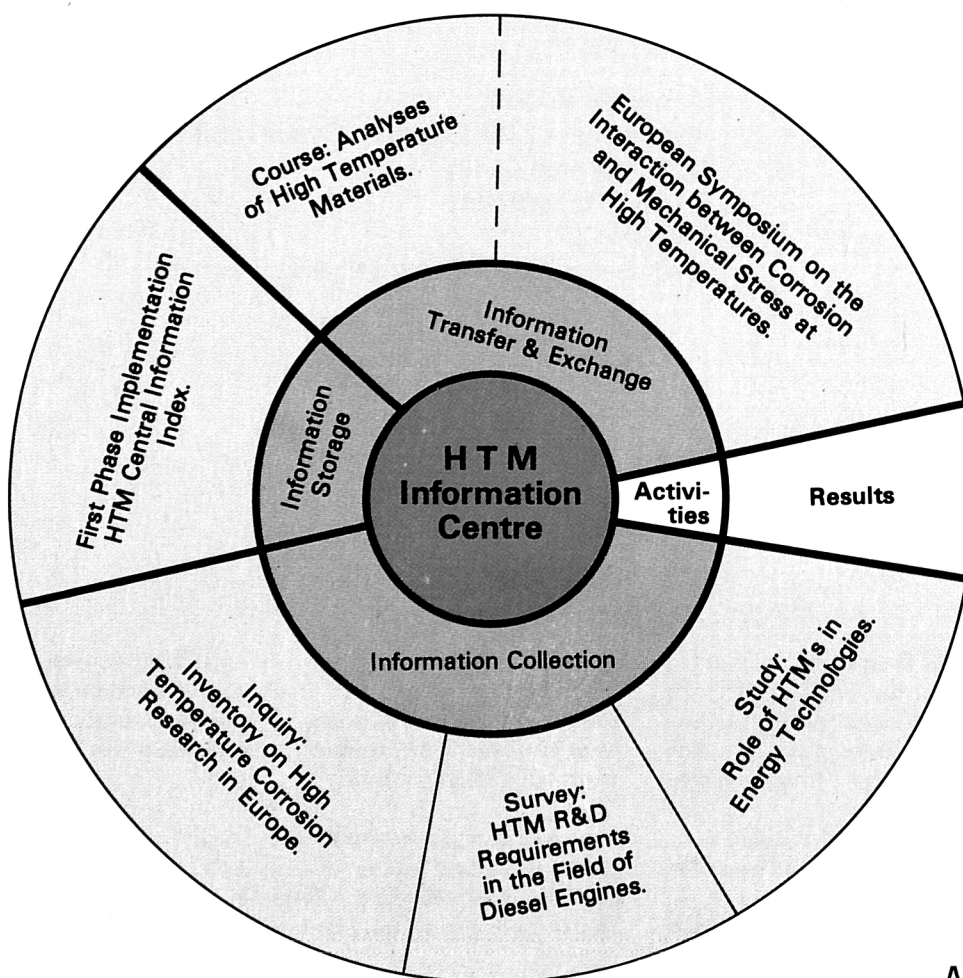 Course: Analyses
of High Temperature
Materials.
European Symposium on the
Interaction between Corrosion
and Mechanical Stress at
High Temperatures.
First Phase Implementation
HTM Central Information
Index.
Information
Transfer & Exchange
Information
Storage
HTM
Information
Centre
Activi-
ties
Results
Information Collection
Inquiry:
Inventory on High
Temperature Corrosion
Research in Europe.
Survey:
HTM R&D
Requirements
in the Field of
Diesel Engines.
Study:
Role of HTM's in
Energy Technologies.
A